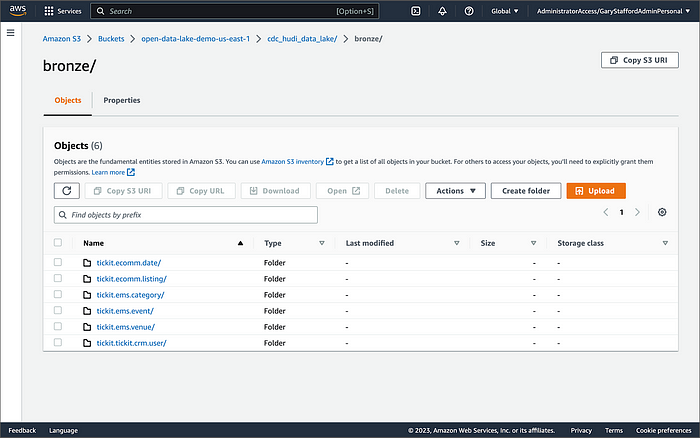 aws
Services
Search
[Option+S]
Global
AdministratorAccess/GaryStaffordAdminPersonal
Amazon S3 > Buckets > open-data-lake-demo-us-east-1 > cdc_hudi_data_lake/ > bronze/
bronze/
Copy S3 URI
Objects
Properties
Objects (6)
Objects are the fundamental entities stored in Amazon S3. You can use Amazon S3 inventory to get a list of all objects in your bucket. For others to access your objects, you'll need to explicitly grant them
permissions. Learn more
Copy S3 URI
Copy URL
Download
Open
Delete
Actions
Create folder
Upload
Find objects by prefix
< 1 >
Name Type Last modified Size Storage class
tickit.ecomm.date/ Folder - - -
tickit.ecomm.listing/ Folder - - -
tickit.ems.category/ Folder - - -
tickit.ems.event/ Folder - - -
tickit.ems.venue/ Folder - - -
tickit.tickit.crm.user/ Folder - - -
Feedback Language © 2023, Amazon Web Services, Inc. or its affiliates. Privacy Terms Cookie preferences